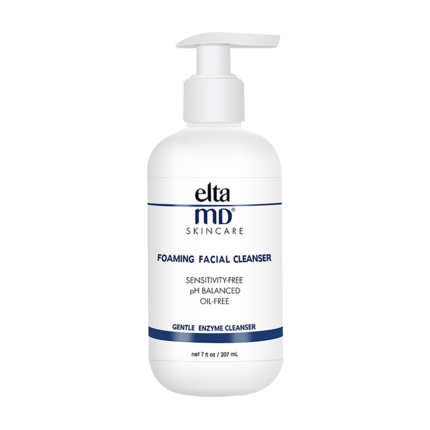 elta
MD®
SKINCARE
FOAMING FACIAL CLEANSER
SENSITIVITY-FREE
pH BALANCED
OIL-FREE
GENTLE ENZYME CLEANSER
net 7 fl oz / 207 mL